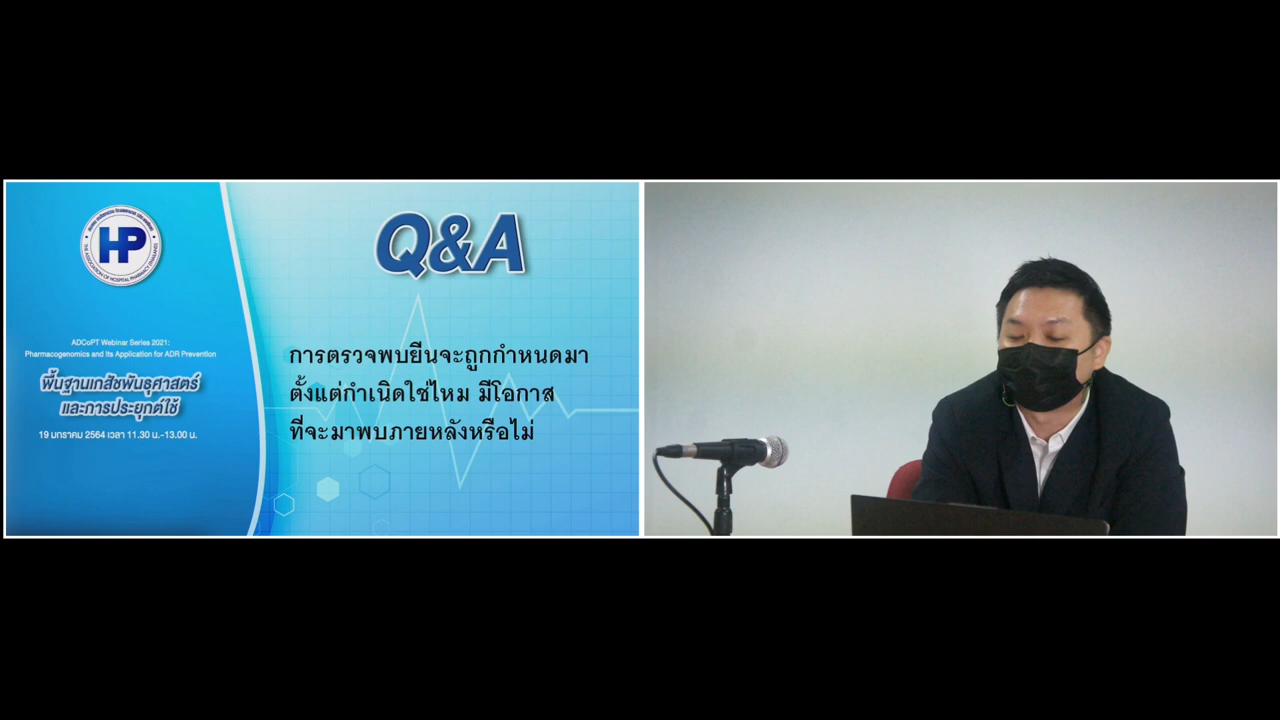 HP
THE ASSOCIATION OF HOSPITAL PHARMACY (THAILAND)
ADCoPT Webinar Series 2021:
Pharmacogenomics and Its Application for ADR Prevention
พื้นฐานเภสัชพันธุศาสตร์
และการประยุกต์ใช้
19 มกราคม 2564 เวลา 11.30 น.-13.00 น.
Q&A
การตรวจพบยีนจะถูกกำหนดมา
ตั้งแต่กำเนิดใช่ไหม มีโอกาส
ที่จะมาพบภายหลังหรือไม่